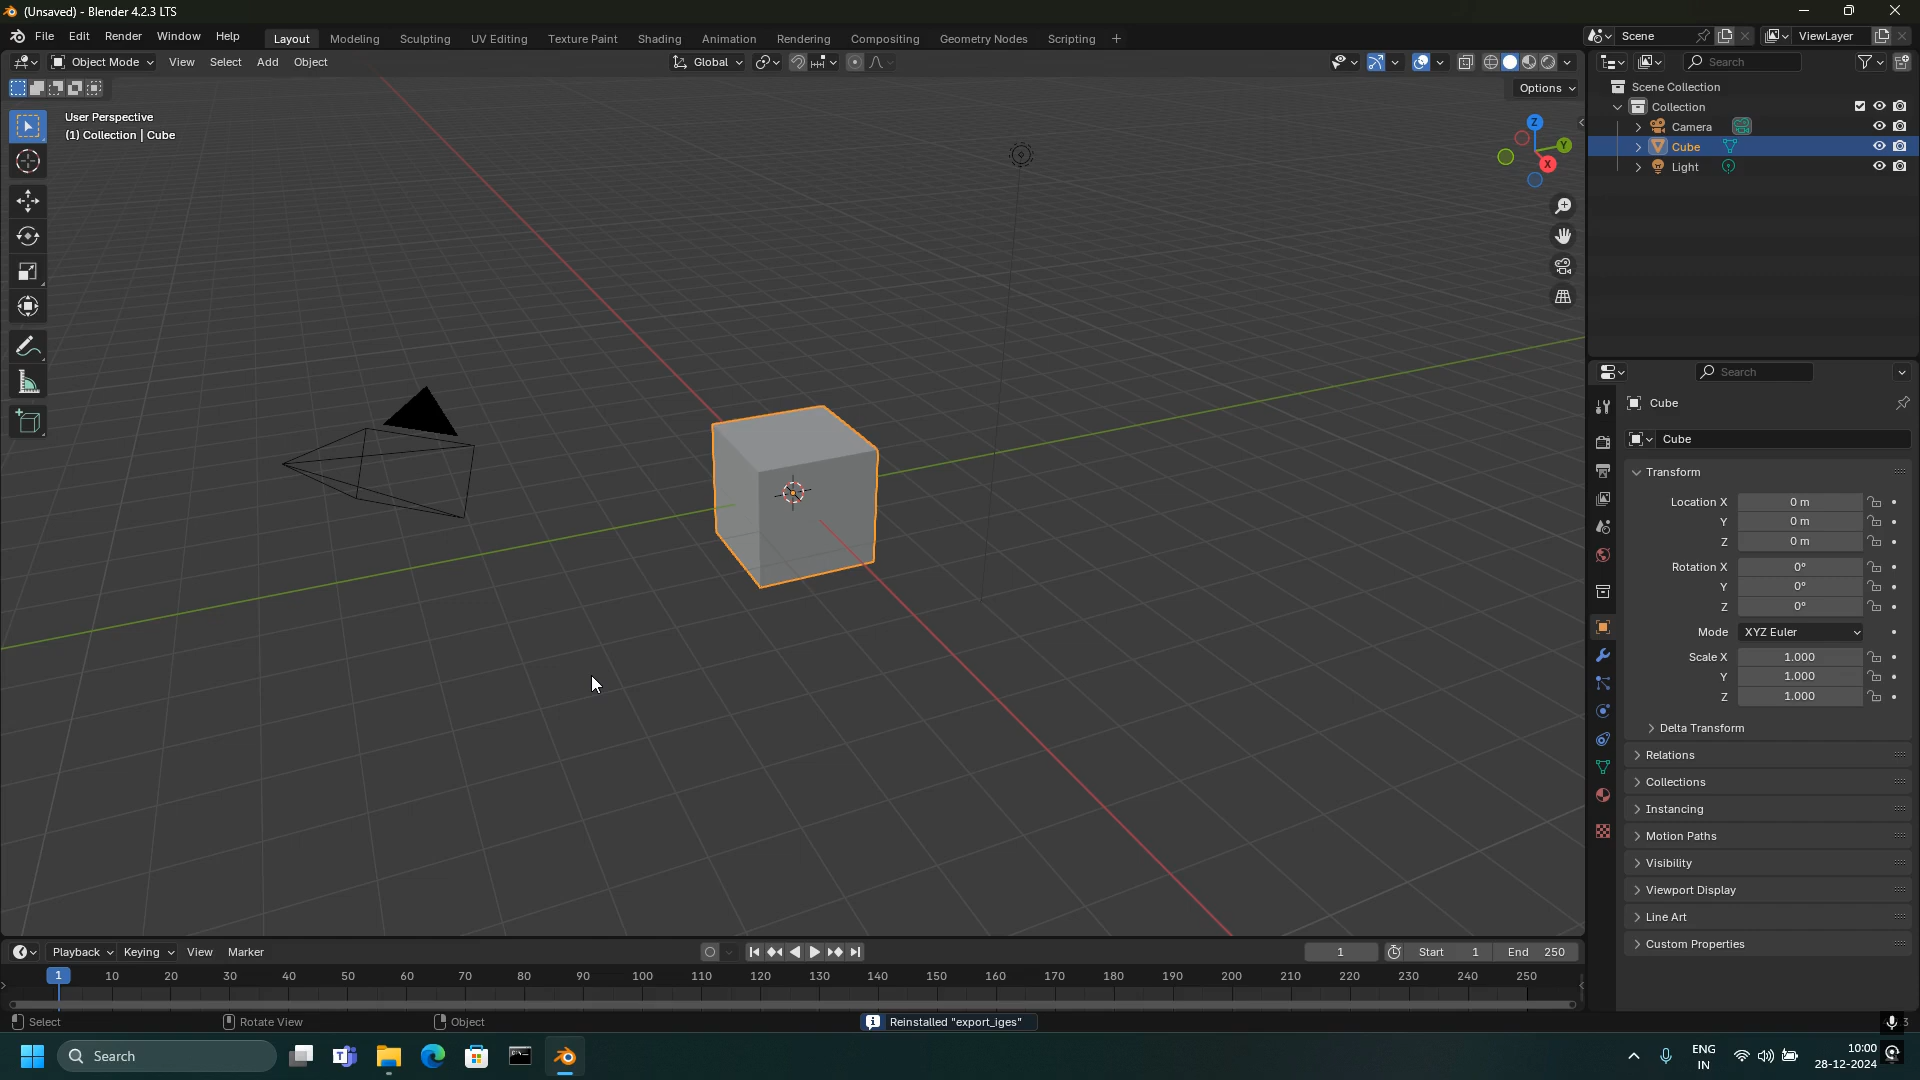 (Unsaved) - Blender 4.2.3 LTS
File Edit Render Window Help Layout Modeling Sculpting UV Editing Texture Paint Shading Animation Rendering Compositing Geometry Nodes Scripting + Scene ViewLayer
Object Mode View Select Add Object Global Search
Options
User Perspective
(1) Collection | Cube
Z
Y
X
Scene Collection
Collection
Camera
Cube
Light
Search
Cube
Cube
Transform
Location X 0 m
Y 0 m
Z 0 m
Rotation X 0°
Y 0°
Z 0°
Mode XYZ Euler
Scale X 1.000
Y 1.000
Z 1.000
Delta Transform
Relations
Collections
Instancing
Motion Paths
Visibility
Viewport Display
Line Art
Custom Properties
Playback Keying View Marker 1 Start 1 End 250
1 10 20 30 40 50 60 70 80 90 100 110 120 130 140 150 160 170 180 190 200 210 220 230 240 250
Select Rotate View Object Reinstalled "export_iges" 3
Search
ENG
IN
10:00
28-12-2024